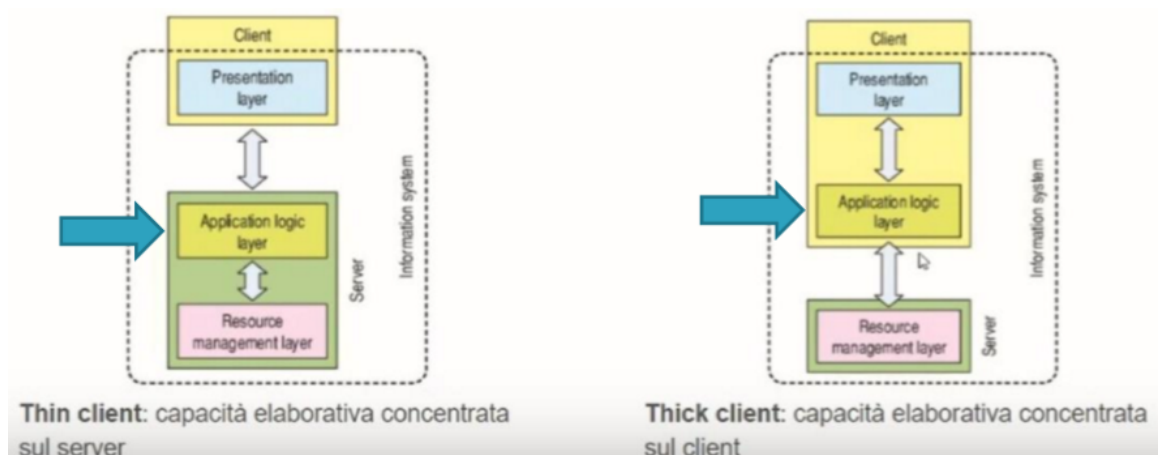 Client
Presentation
layer
Application logic
layer
Resource
management layer
Server
Information system
Thin client: capacità elaborativa concentrata
sul server
Client
Presentation
layer
Application logic
layer
Resource
management layer
Server
Information system
Thick client: capacità elaborativa concentrata
sul client